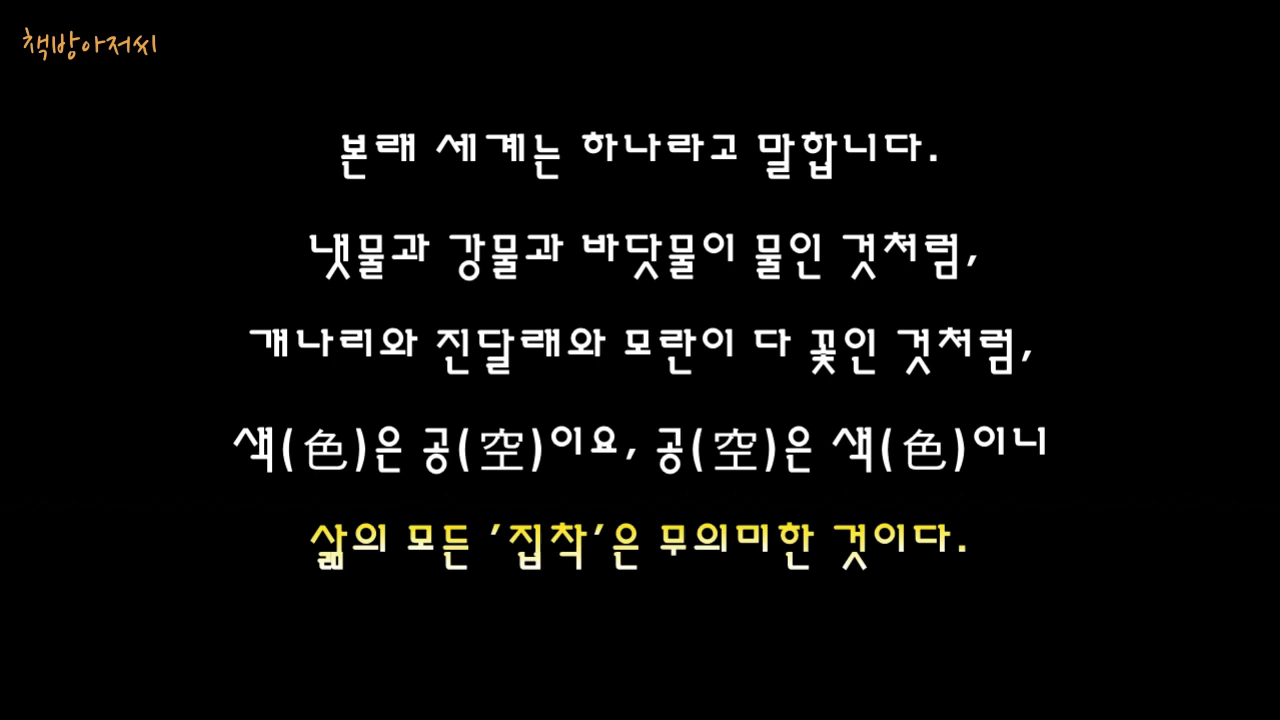 책방아저씨
본래 세계는 하나라고 말합니다.
냇물과 강물과 바닷물이 물인 것처럼,
개나리와 진달래와 모란이 다 꽃인 것처럼,
색(色)은 공(空)이요, 공(空)은 색(色)이니
삶의 모든 '집착'은 무의미한 것이다.